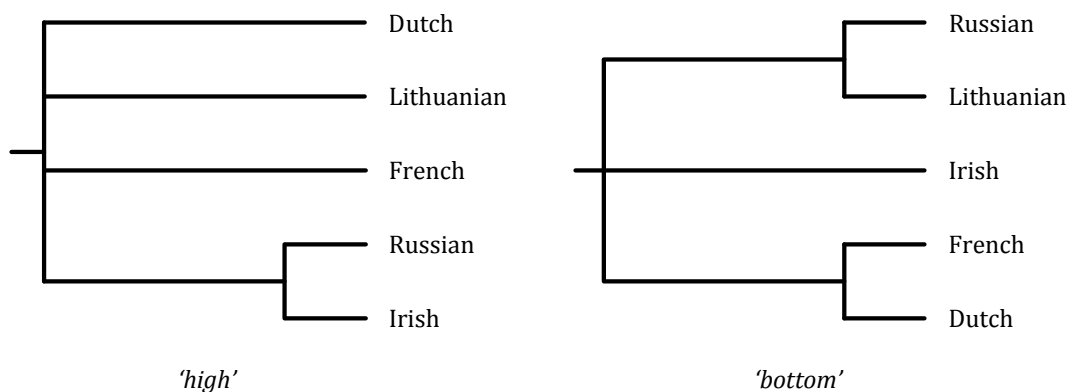 Dutch
Lithuanian
French
Russian
Irish
‘high’
Russian
Lithuanian
Irish
French
Dutch
‘bottom’